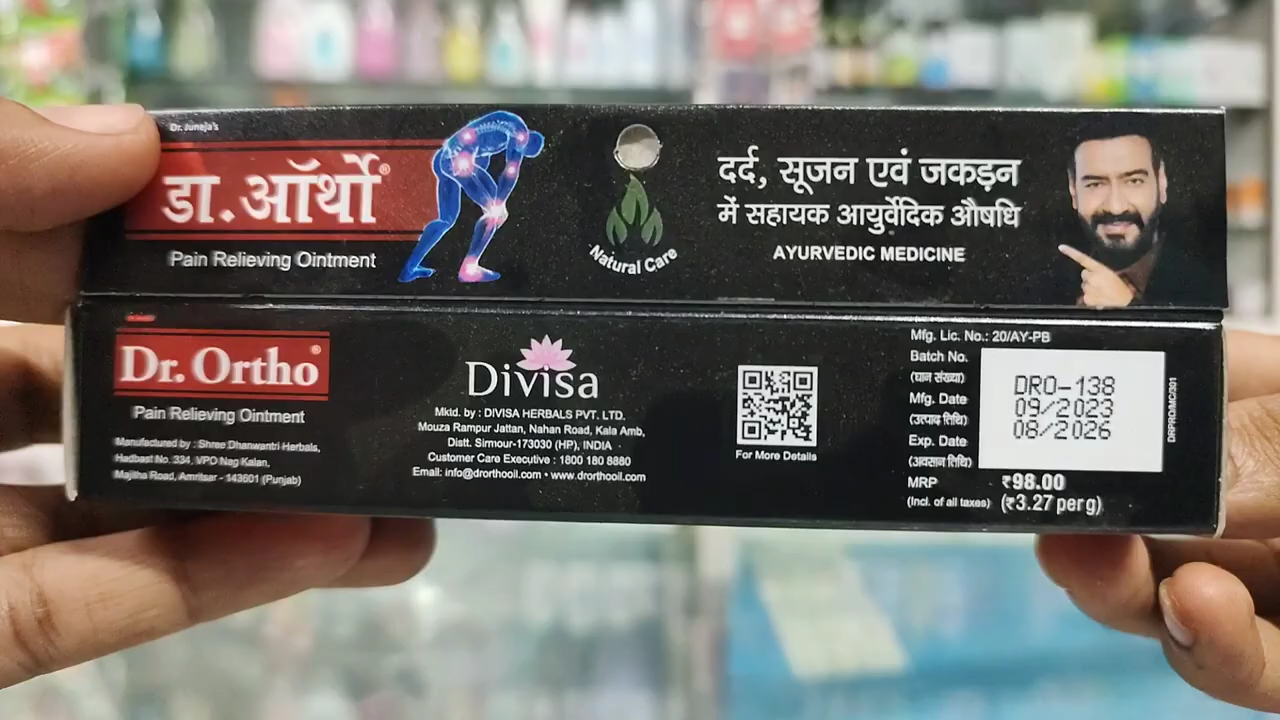 Dr. Juneja's
डा. ऑर्थो®
Pain Relieving Ointment
Natural Care
दर्द, सूजन एवं जकड़न
में सहायक आयुर्वेदिक औषधि
AYURVEDIC MEDICINE
Dr. Ortho®
Pain Relieving Ointment
Manufactured by : Shree Dhanwantri Herbals,
Hadbast No. 334, VPO Nag Kalan,
Majitha Road, Amritsar - 143601 (Punjab)
Divisa
Mktd. by : DIVISA HERBALS PVT. LTD.
Mouza Rampur Jattan, Nahan Road, Kala Amb,
Distt. Sirmour-173030 (HP), INDIA
Customer Care Executive : 1800 180 8880
Email: info@drorthooil.com • www.drorthooil.com
For More Details
Mfg. Lic. No.: 20/AY-PB
Batch No.
(घान संख्या)
DRO-138
Mfg. Date
09/2023
(उत्पाद तिथि)
Exp. Date
08/2026
(अवसान तिथि)
MRP ₹98.00
(Incl. of all taxes) (₹3.27 per g)